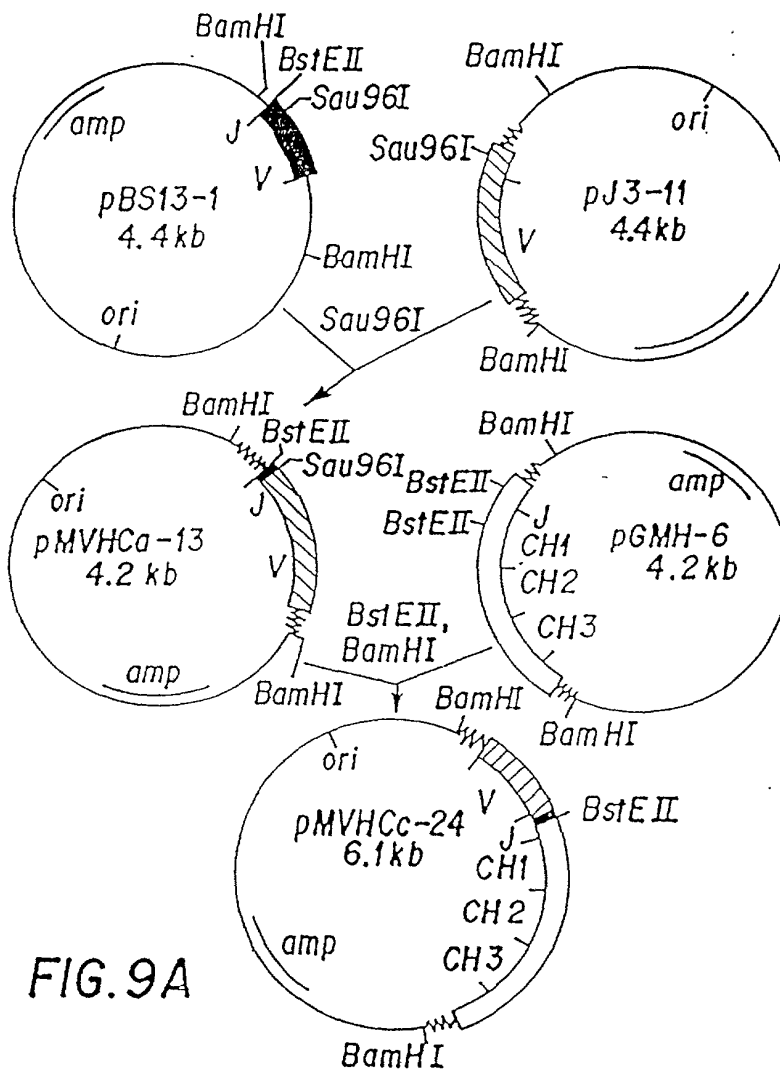 BamHI
BstEII
Sau96I
amp
J
V
pBS13-1
4.4kb
BamHI
ori
BamHI
ori
Sau96I
pJ3-11
4.4kb
V
BamHI
Sau96I
BamHI
BstEII
Sau96I
ori
J
pMVHCa-13
4.2 kb
V
amp
BamHI
BamHI
BstEII
BstEII
amp
J
CH1
CH2
CH3
pGMH-6
4.2kb
BamHI
BstEII,
BamHI
BamHI
ori
V
BstEII
pMVHCc-24
6.1kb
J
CH1
CH2
CH3
amp
BamHI
FIG.9A